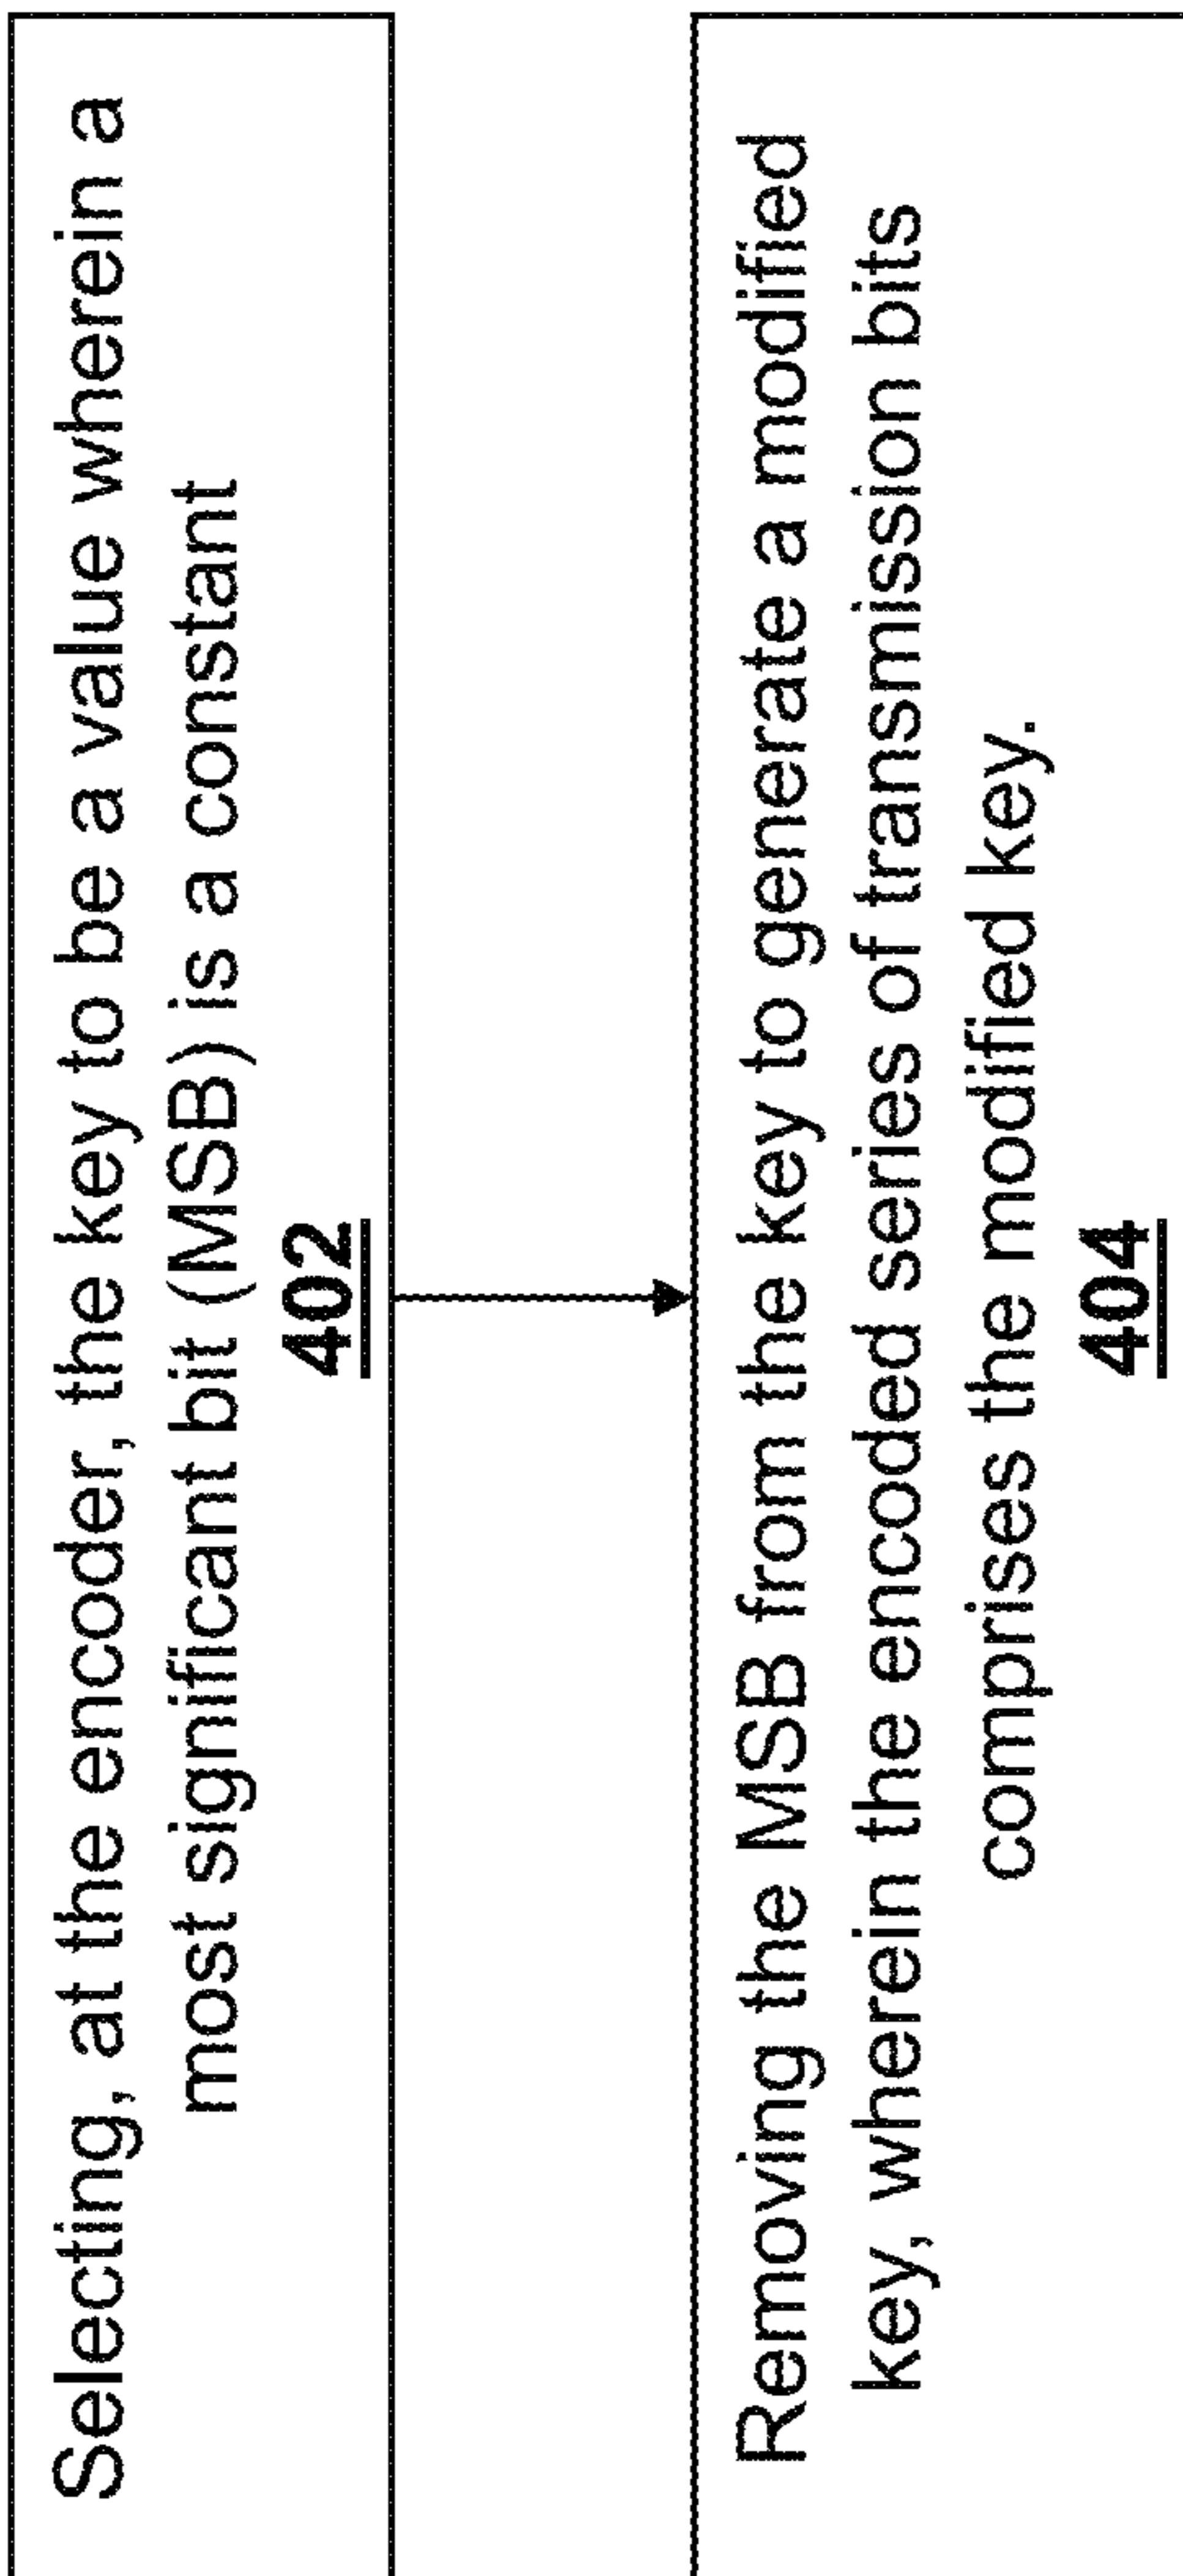 Selecting, at the encoder, the key to be a value wherein a
most significant bit (MSB) is a constant
402
Removing the MSB from the key to generate a modified
key, wherein the encoded series of transmission bits
comprises the modified key.
404